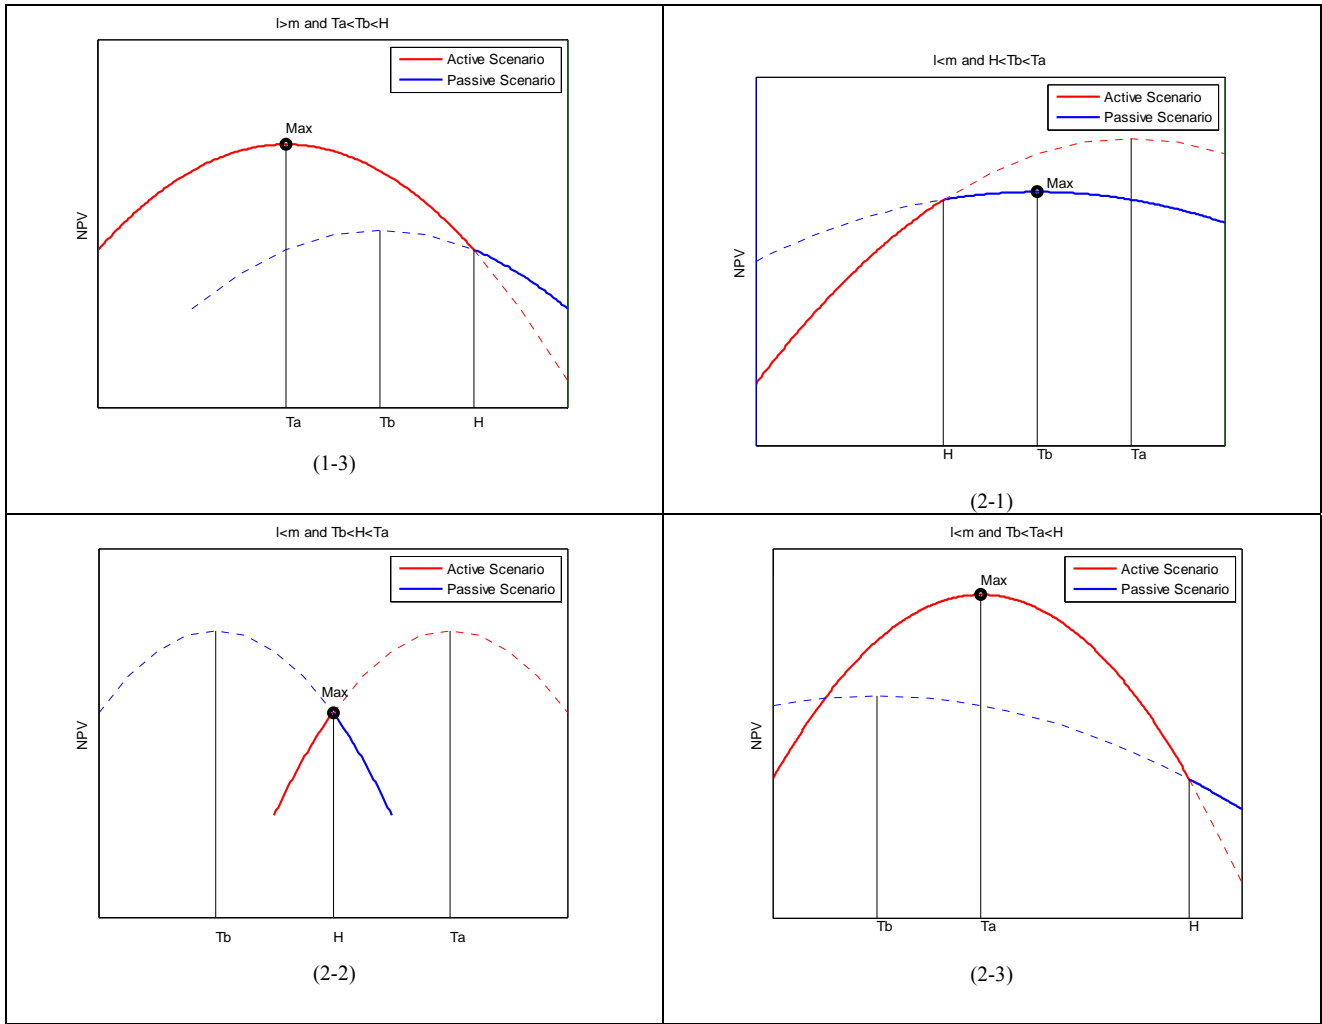 l>m and Ta<Tb<H
Active Scenario
Passive Scenario
Max
NPV
Ta Tb H
(1-3)
l<m and H<Tb<Ta
Active Scenario
Passive Scenario
Max
NPV
H Tb Ta
(2-1)
l<m and Tb<H<Ta
Active Scenario
Passive Scenario
Max
NPV
Tb H Ta
(2-2)
l<m and Tb<Ta<H
Active Scenario
Passive Scenario
Max
NPV
Tb Ta H
(2-3)